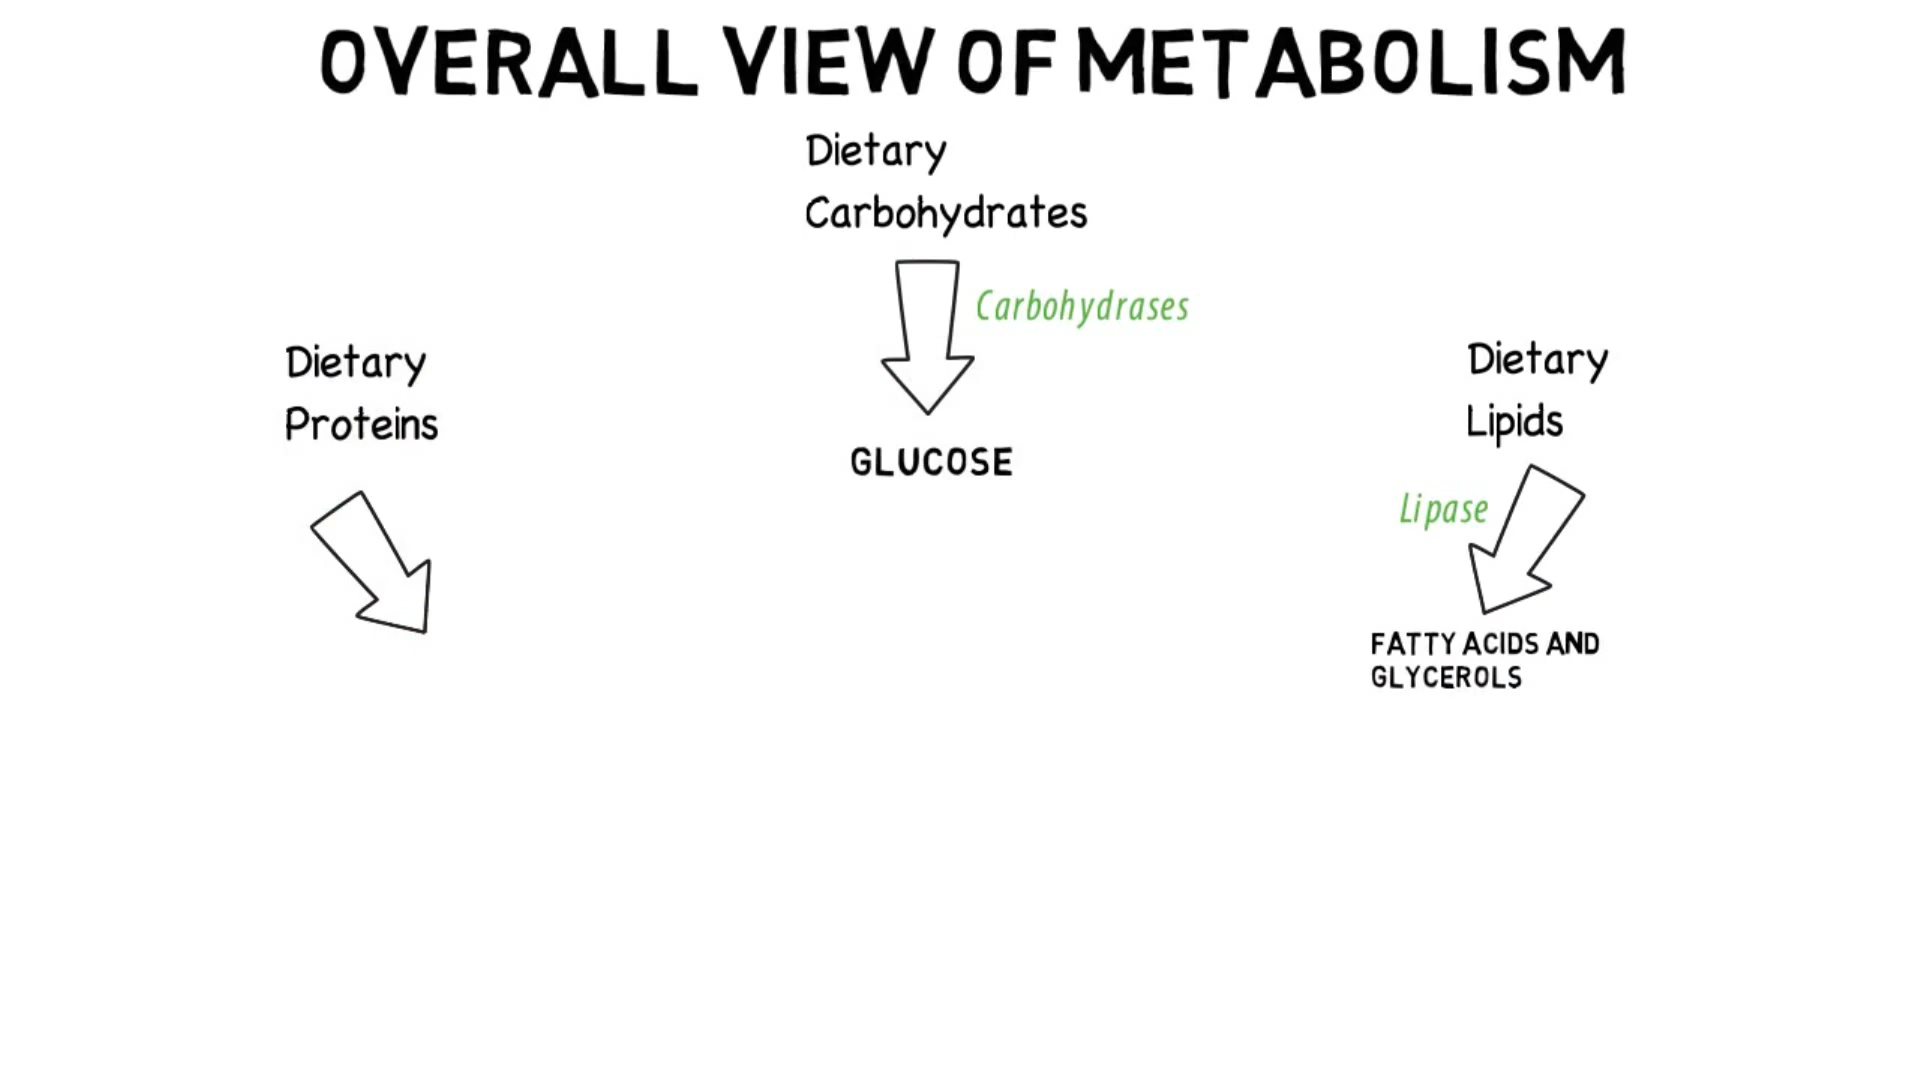 OVERALL VIEW OF METABOLISM
Dietary
Carbohydrates
Carbohydrases
GLUCOSE
Dietary
Proteins
Dietary
Lipids
Lipase
FATTY ACIDS AND
GLYCEROLS